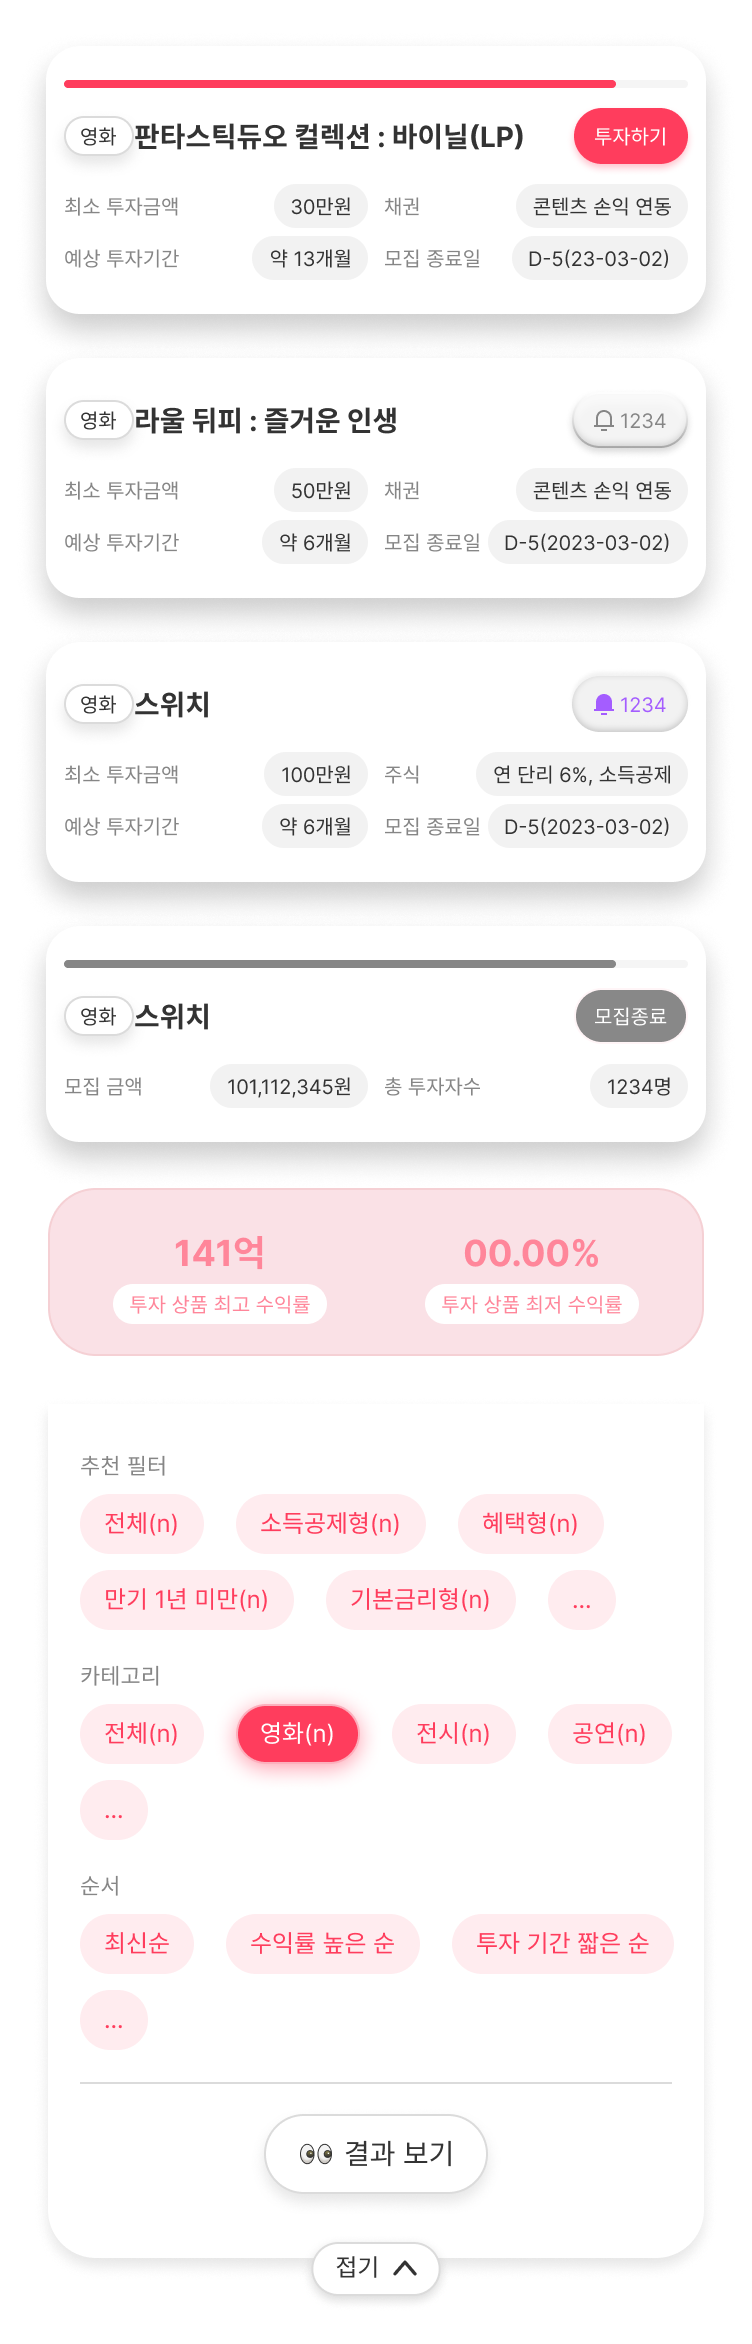 영화 판타스틱듀오 컬렉션 : 바이닐(LP) 투자하기
최소 투자금액 30만원 채권 콘텐츠 손익 연동
예상 투자기간 약 13개월 모집 종료일 D-5(23-03-02)
영화 라울 뒤피 : 즐거운 인생 1234
최소 투자금액 50만원 채권 콘텐츠 손익 연동
예상 투자기간 약 6개월 모집 종료일 D-5(2023-03-02)
영화 스위치 1234
최소 투자금액 100만원 주식 연 단리 6%, 소득공제
예상 투자기간 약 6개월 모집 종료일 D-5(2023-03-02)
영화 스위치 모집종료
모집 금액 101,112,345원 총 투자자수 1234명
141억 00.00%
투자 상품 최고 수익률 투자 상품 최저 수익률
추천 필터
전체(n) 소득공제형(n) 혜택형(n)
만기 1년 미만(n) 기본금리형(n) ...
카테고리
전체(n) 영화(n) 전시(n) 공연(n)
...
순서
최신순 수익률 높은 순 투자 기간 짧은 순
...
👀 결과 보기
접기